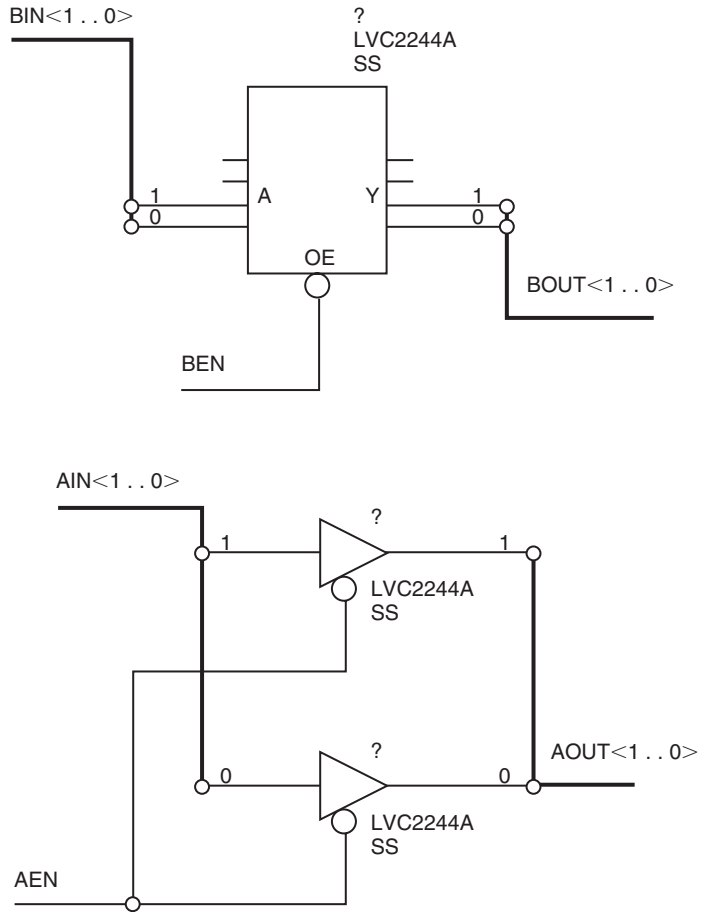 BIN<1 . . 0>
?
LVC2244A
SS
1
0
A
Y
1
0
OE
BOUT<1 . . 0>
BEN
AIN<1 . . 0>
?
1
1
LVC2244A
SS
?
AOUT<1 . . 0>
0
0
LVC2244A
SS
AEN